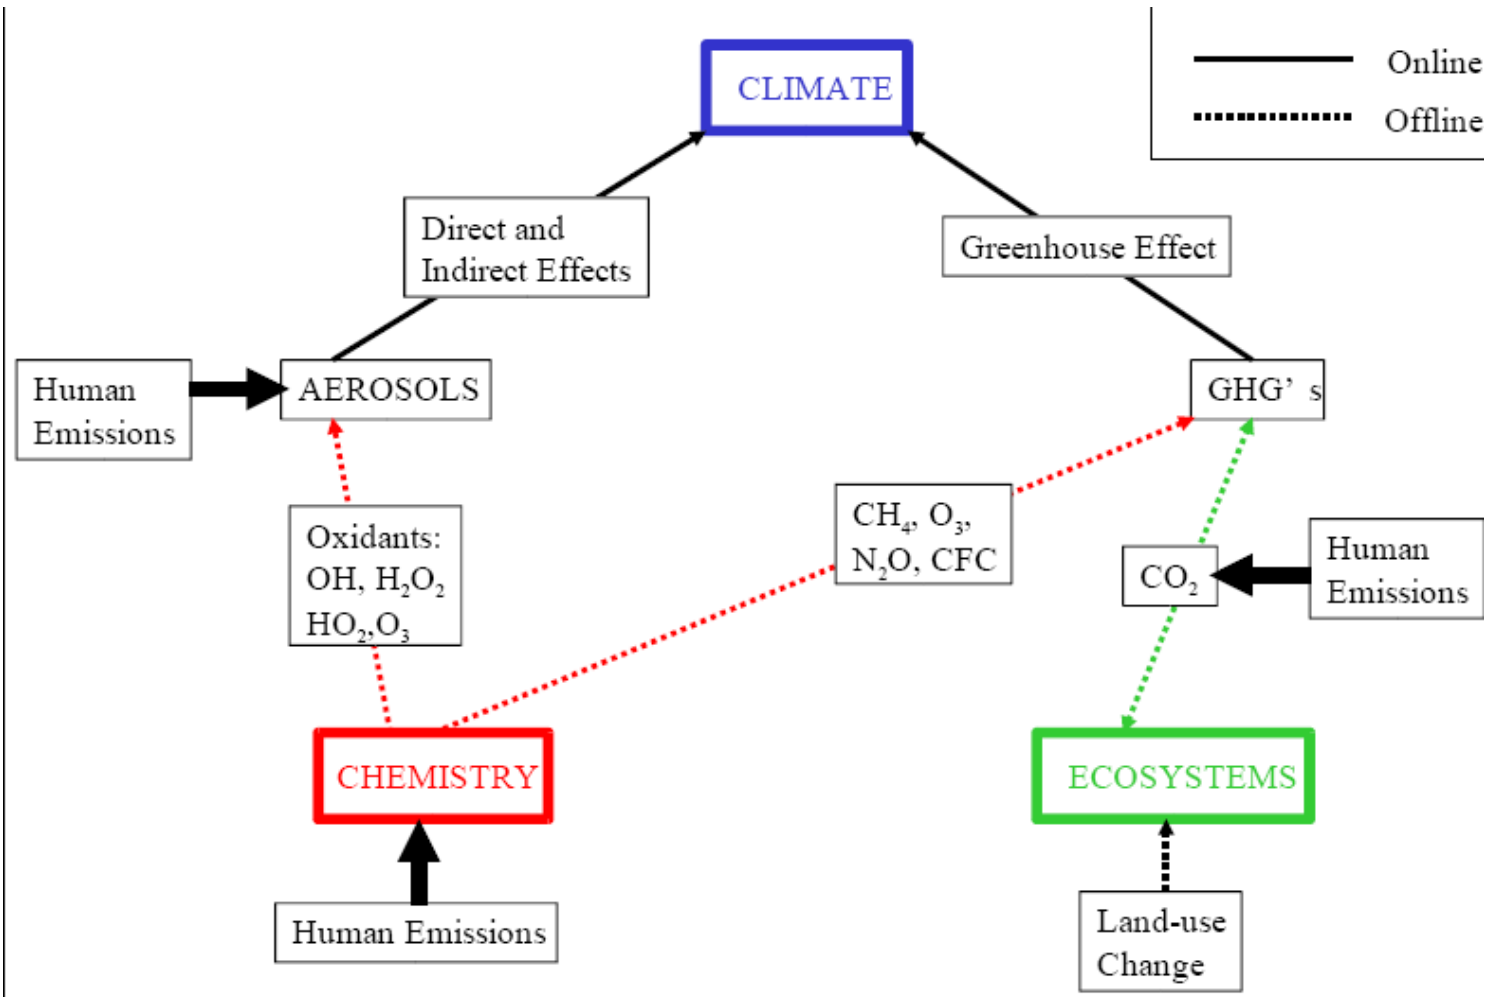 CLIMATE
Online
Offline
Direct and
Indirect Effects
Greenhouse Effect
Human
Emissions
AEROSOLS
GHG’ s
Oxidants:
OH, H₂O₂
HO₂,O₃
CH₄, O₃,
N₂O, CFC
CO₂
Human
Emissions
CHEMISTRY
ECOSYSTEMS
Human Emissions
Land-use
Change